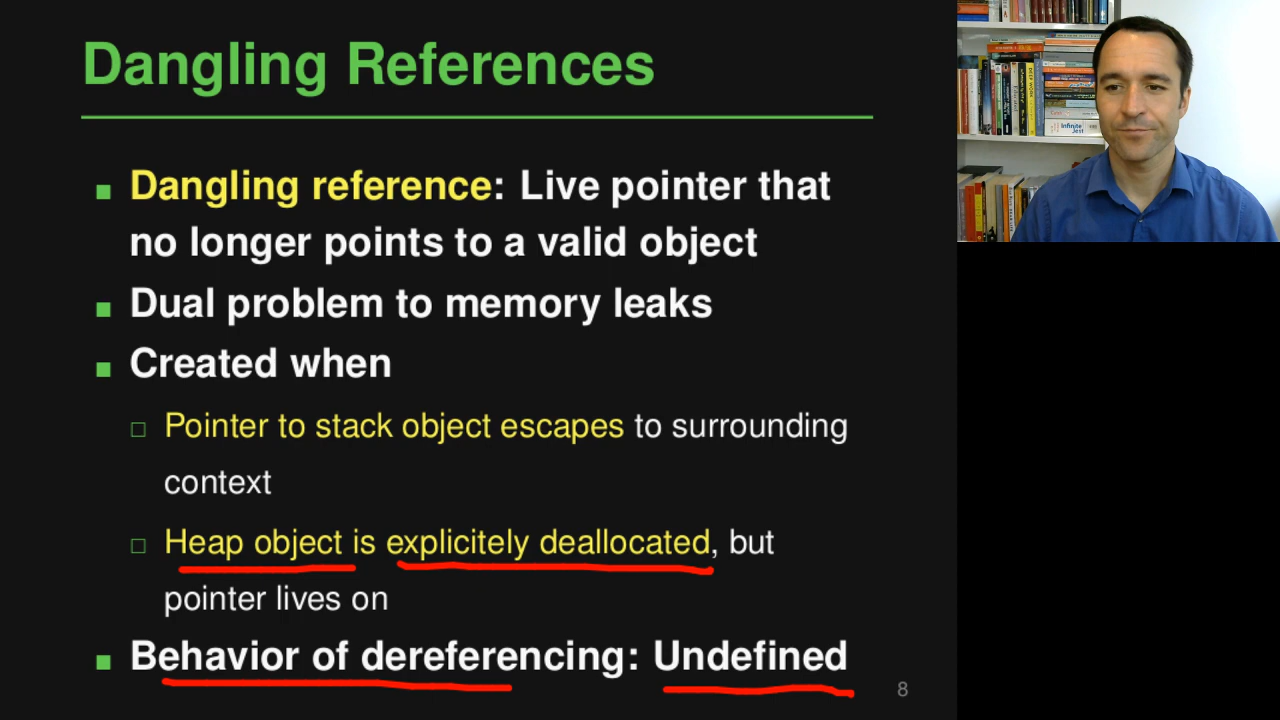 Dangling References
Dangling reference: Live pointer that
no longer points to a valid object
Dual problem to memory leaks
Created when
Pointer to stack object escapes to surrounding
context
Heap object is explicitely deallocated, but
pointer lives on
Behavior of dereferencing: Undefined
8
Infinite
Jest